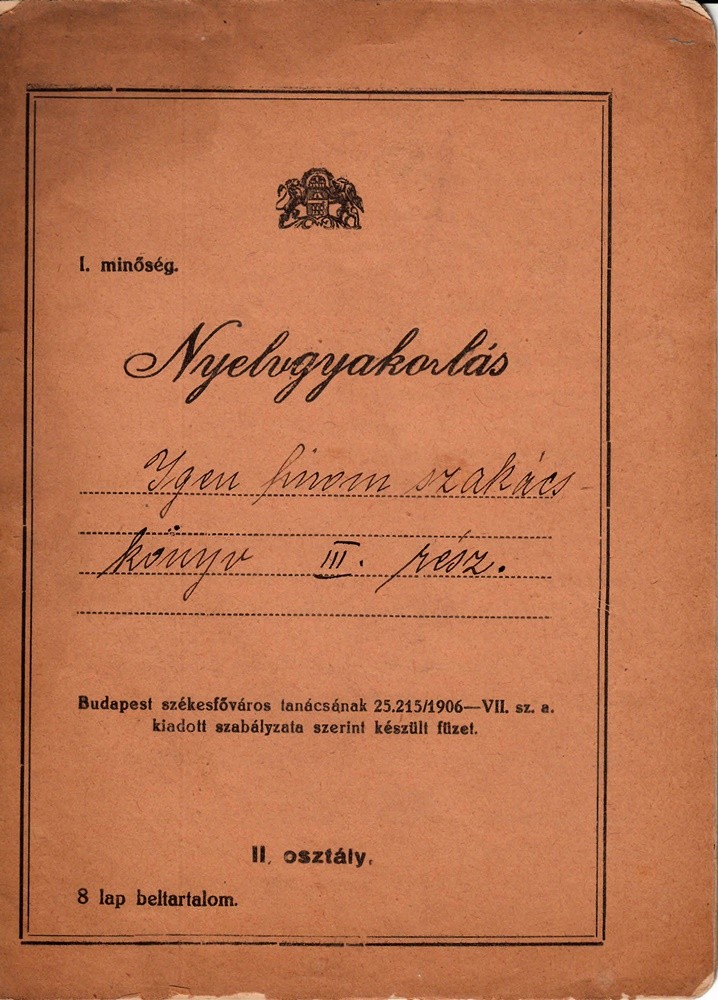 I. minőség.
Nyelvgyakorlás
Igen finom szakács
könyv III. rész.
Budapest székesfőváros tanácsának 25.215/1906—VII. sz. a.
kiadott szabályzata szerint készült füzet.
II. osztály.
8 lap beltartalom.